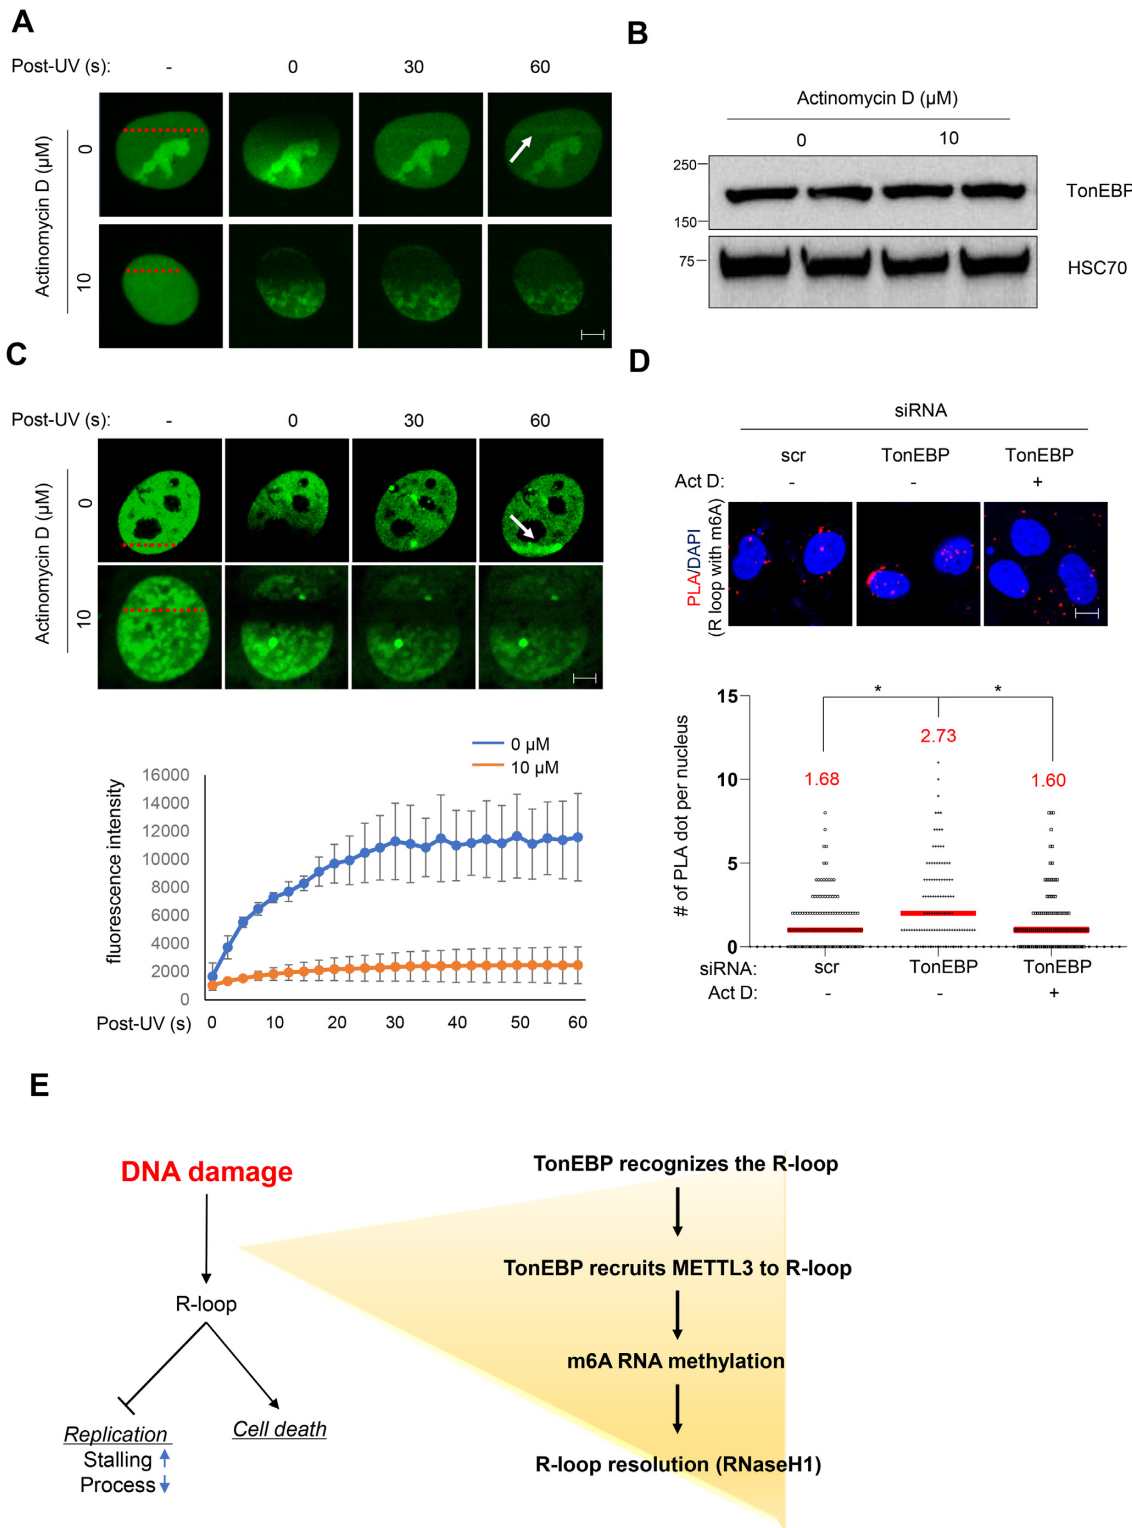 A
Post-UV (s): - 0 30 60
Actinomycin D (µM)
0
10
B
Actinomycin D (µM)
0 10
250
150
TonEBP
75
HSC70
C
Post-UV (s): - 0 30 60
Actinomycin D (µM)
0
10
0 µM
10 µM
fluorescence intensity
16000
14000
12000
10000
8000
6000
4000
2000
0
Post-UV (s) 0 10 20 30 40 50 60
D
siRNA
scr TonEBP TonEBP
Act D: - - +
PLA/DAPI
(R loop with m6A)
# of PLA dot per nucleus
15
10
5
0
* *
1.68 2.73 1.60
siRNA: scr TonEBP TonEBP
Act D: - - +
E
DNA damage
R-loop
Replication
Stalling
Process
Cell death
TonEBP recognizes the R-loop
TonEBP recruits METTL3 to R-loop
m6A RNA methylation
R-loop resolution (RNaseH1)